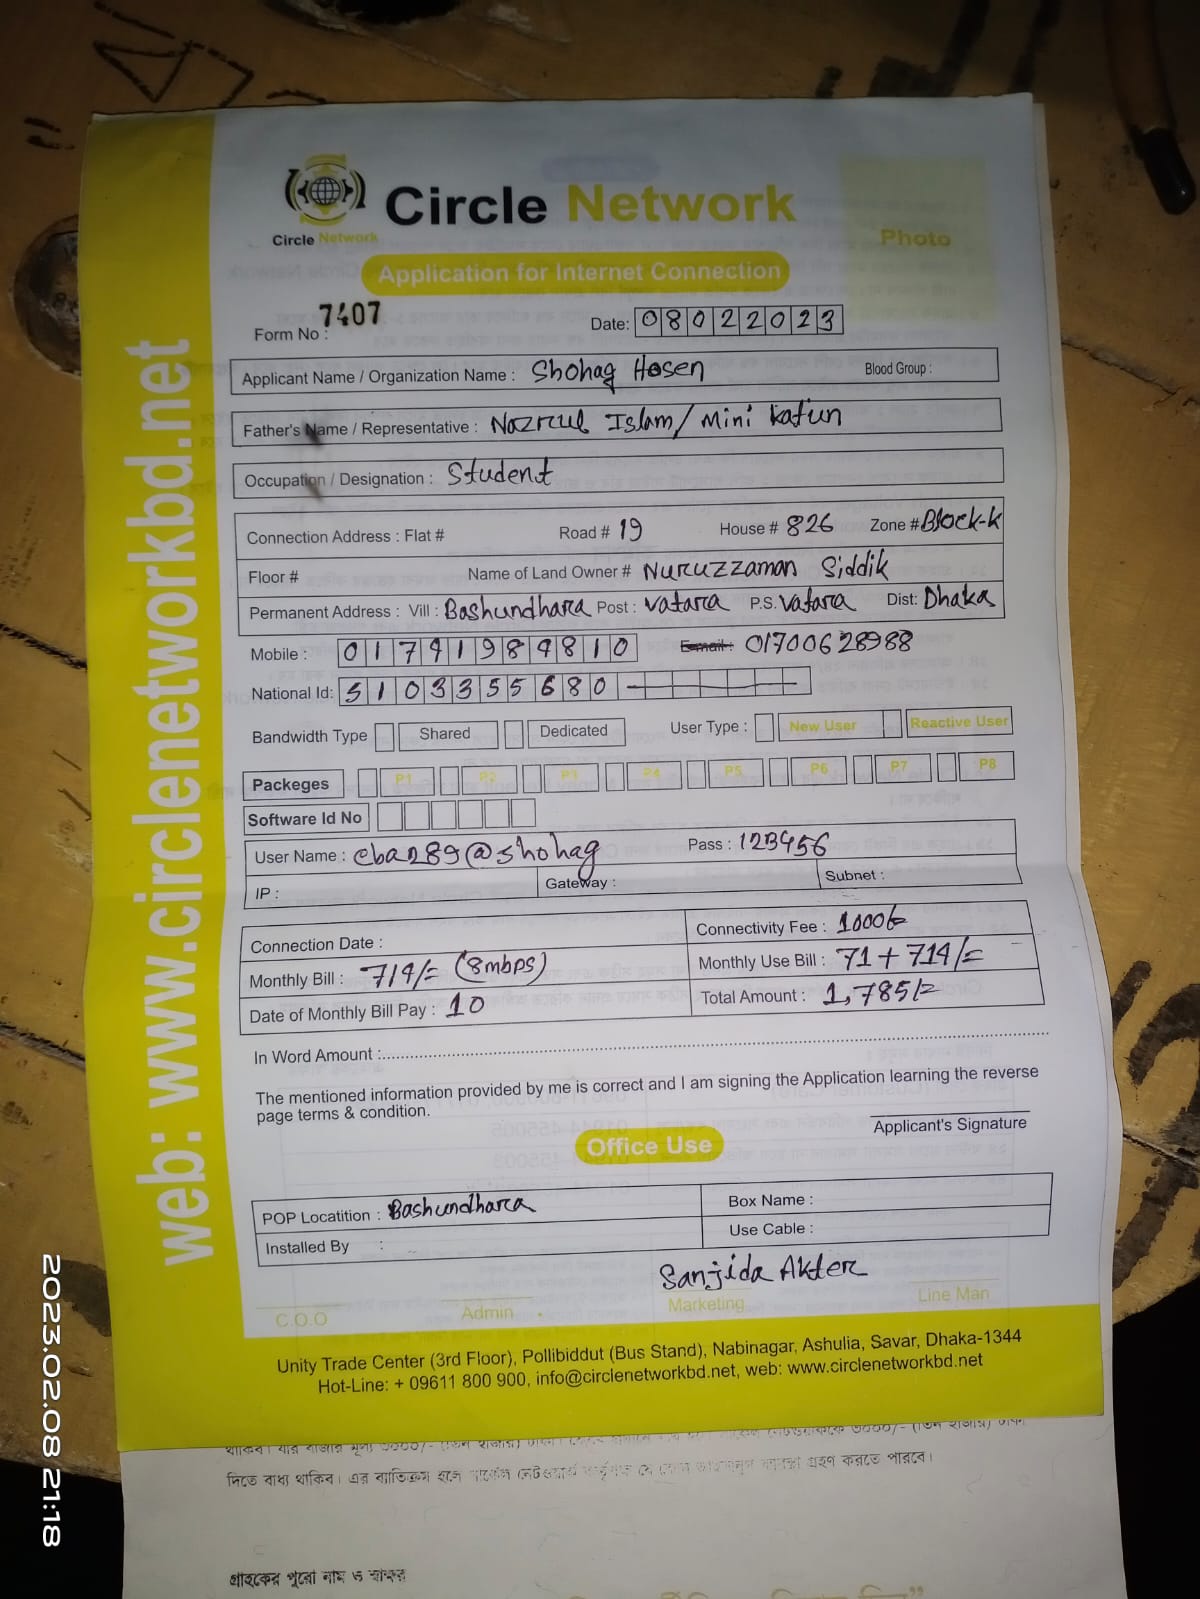 Circle Network
Circle Network
Photo
Application for Internet Connection
Form No : 7407
Date: 08022023
Applicant Name / Organization Name : Shohag Hosen Blood Group :
Father's Name / Representative : Nazrul Islam/ Mini Katun
Occupation / Designation : Student
Connection Address : Flat # Road # 19 House # 826 Zone # Block-k
Floor # Name of Land Owner # Nuruzzaman Siddik
Permanent Address : Vill : Bashundhara Post : Vatara P.S. Vatara Dist: Dhaka
Mobile : 01741984810 Email: 01700628988
National Id: 5103355680
Bandwidth Type Shared Dedicated User Type : New User Reactive User
Packeges P1 P2 P3 P4 P5 P6 P7 P8
Software Id No
User Name : cba289@shohag Pass : 123456
IP : Gateway : Subnet :
Connection Date : Connectivity Fee : 1000/=
Monthly Bill : 714/= (8mbps) Monthly Use Bill : 71 + 714/=
Date of Monthly Bill Pay : 10 Total Amount : 1,785/=
In Word Amount :
The mentioned information provided by me is correct and I am signing the Application learning the reverse
page terms & condition.
Applicant's Signature
Office Use
POP Locatition : Bashundhara Box Name :
Installed By : Use Cable :
Sanjida Akter
C.O.O Admin Marketing Line Man
Unity Trade Center (3rd Floor), Pollibiddut (Bus Stand), Nabinagar, Ashulia, Savar, Dhaka-1344
Hot-Line: + 09611 800 900, info@circlenetworkbd.net, web: www.circlenetworkbd.net
web: www.circlenetworkbd.net
দিতে বাধ্য থাকিব। এর ব্যতিক্রম হলে গ্রহণ করতে পারবে।
গ্রাহকের পুরো নাম ও স্বাক্ষর
2023.02.08 21:18